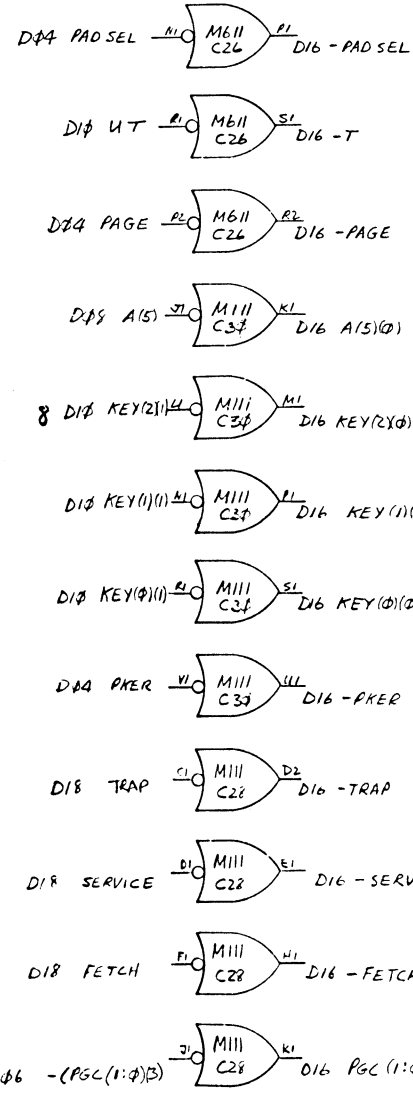 DØ4 PAD SEL N1 M611 C26 P1 D16 -PAD SEL
D1Ø UT R1 M611 C26 S1 D16 -T
DØ4 PAGE P2 M611 C26 R2 D16 -PAGE
DØ8 A(5) J1 M111 C3Ø K1 D16 A(5)(Ø)
8 D1Ø KEY(2)(1) L1 M111 C3Ø M1 D16 KEY(2)(Ø)
D1Ø KEY(1)(1) N1 M111 C3Ø P1 D16 KEY(1)(
D1Ø KEY(Ø)(1) R1 M111 C3Ø S1 D16 KEY(Ø)(Ø
DØ4 PKER V1 M111 C3Ø U1 D16 -PKER
D18 TRAP C1 M111 C28 D2 D16 -TRAP
D18 SERVICE D1 M111 C28 E1 D16 -SERV
D18 FETCH F1 M111 C28 H1 D16 -FETC
Ø6 -(PGC(1:Ø)3) J1 M111 C28 K1 D16 PGC(1: